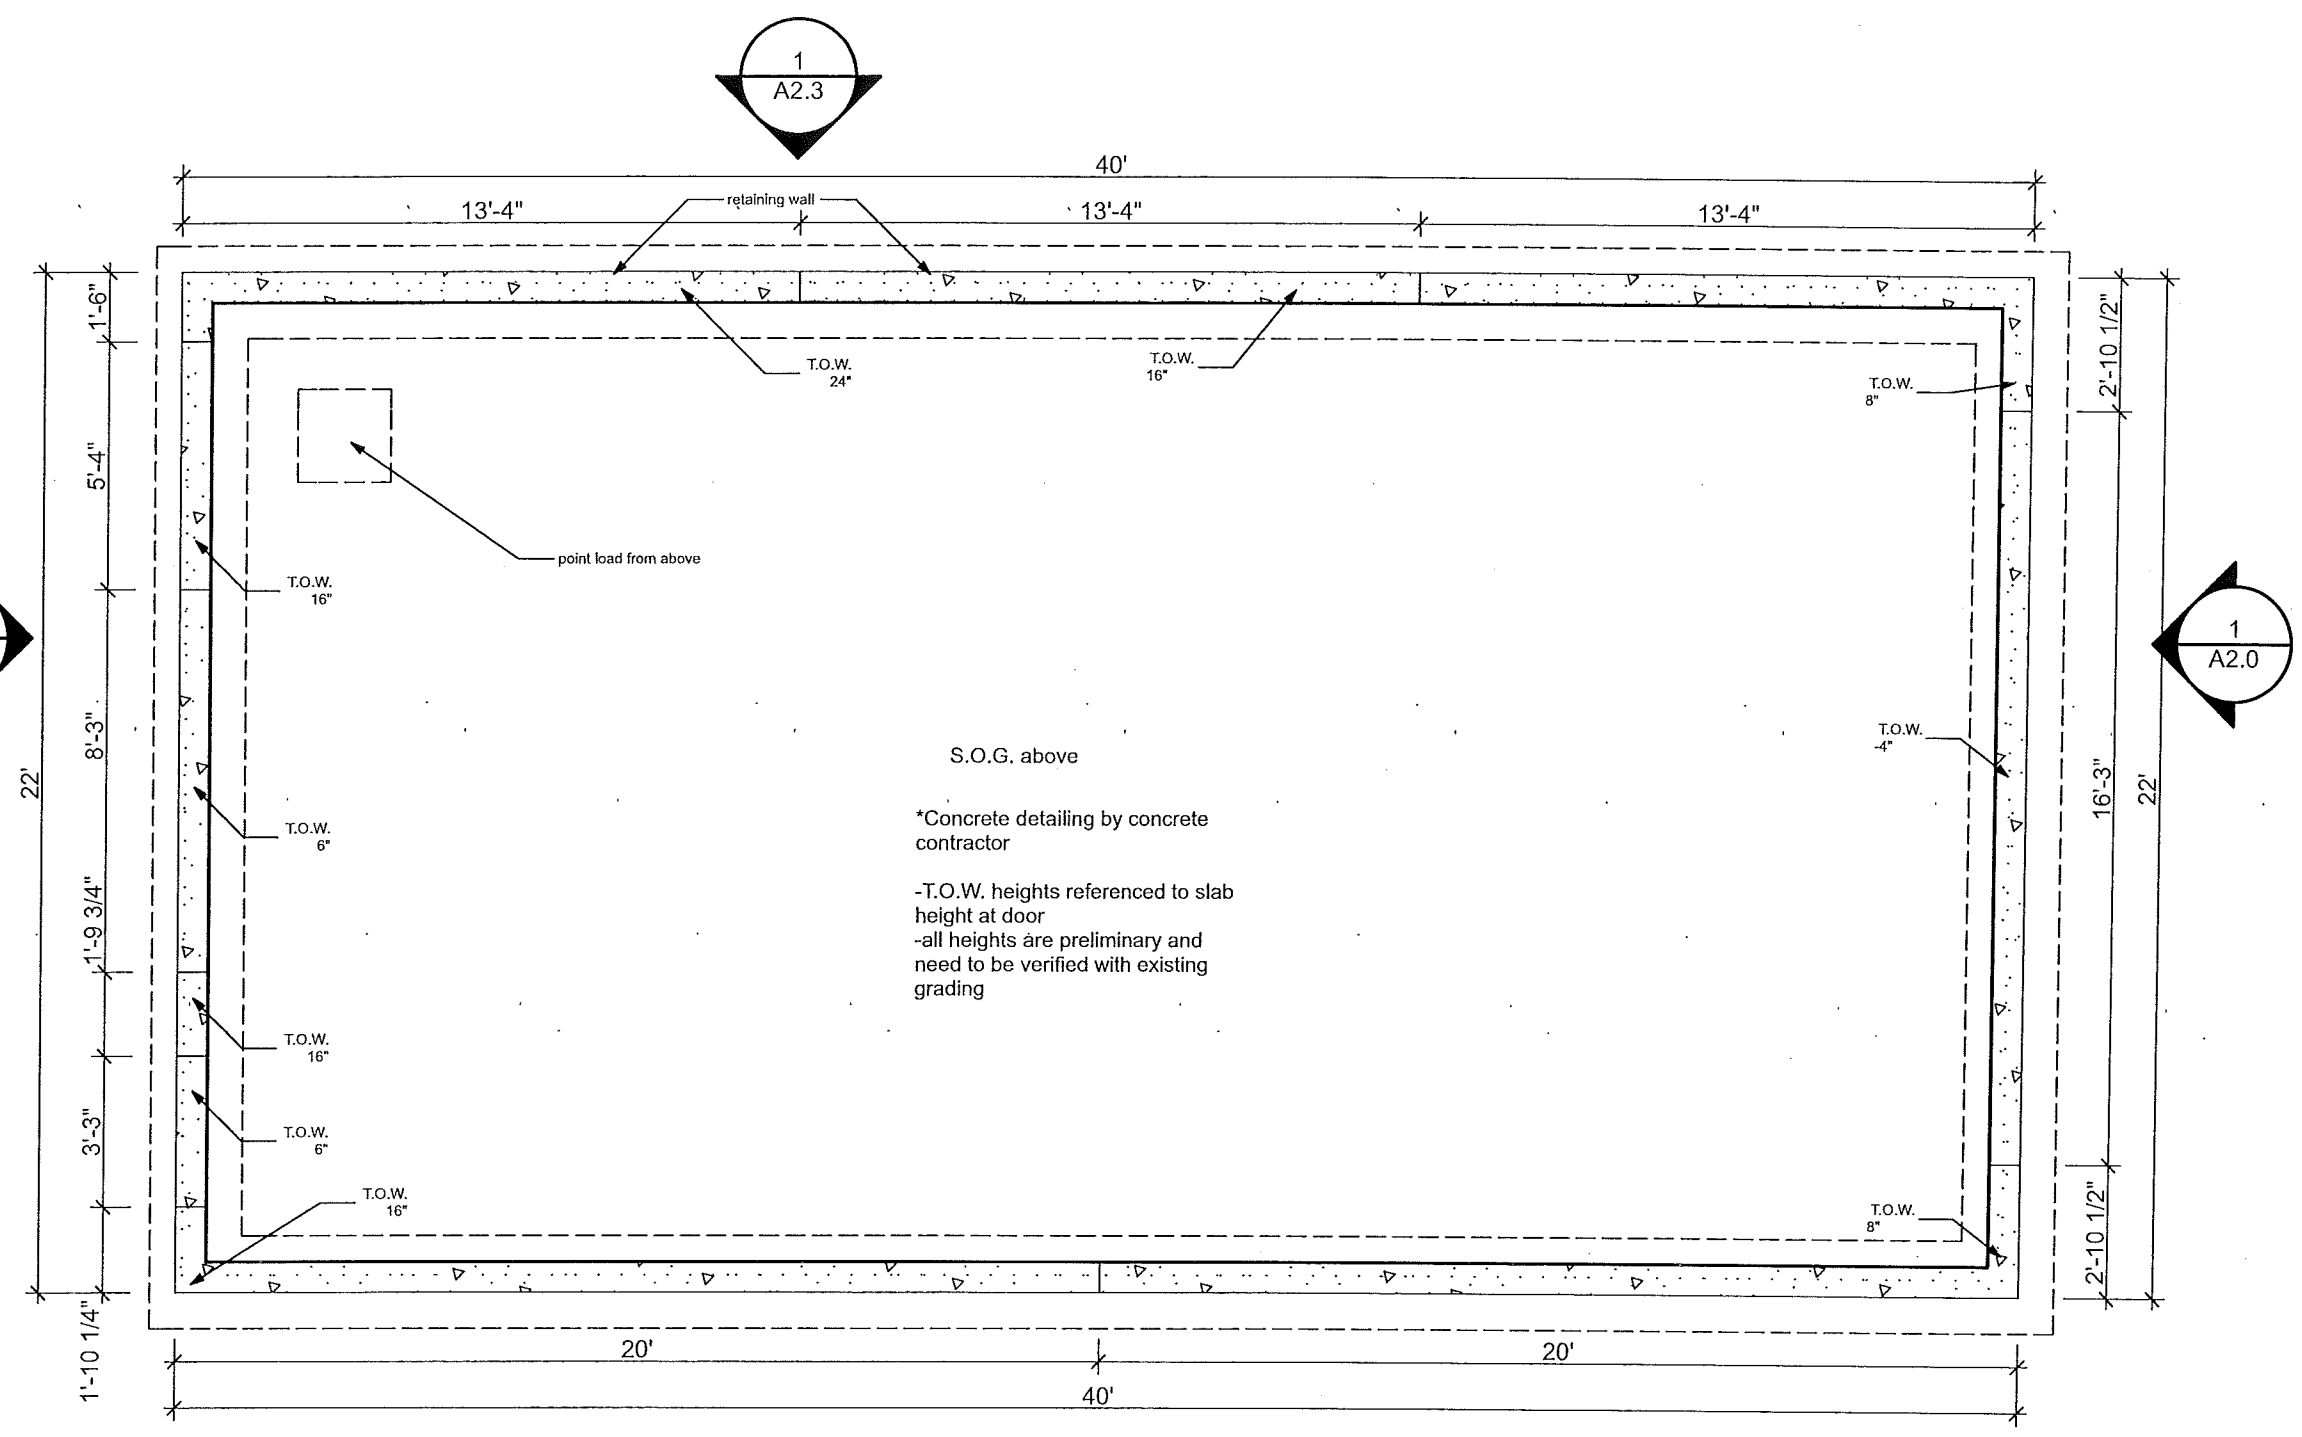 1
A2.3
40'
retaining wall
13'-4"
13'-4"
13'-4"
1'-6"
2'-10 1/2"
T.O.W.
24"
T.O.W.
16"
T.O.W.
8"
5'-4"
point load from above
T.O.W.
16"
1
A2.0
8'-3"
22'
T.O.W.
-4"
S.O.G. above
16'-3"
22'
*Concrete detailing by concrete
contractor
T.O.W.
6"
-T.O.W. heights referenced to slab
height at door
-all heights are preliminary and
need to be verified with existing
grading
1'-9 3/4"
T.O.W.
16"
3'-3"
T.O.W.
6"
T.O.W.
16"
T.O.W.
8"
2'-10 1/2"
1'-10 1/4"
20'
20'
40'